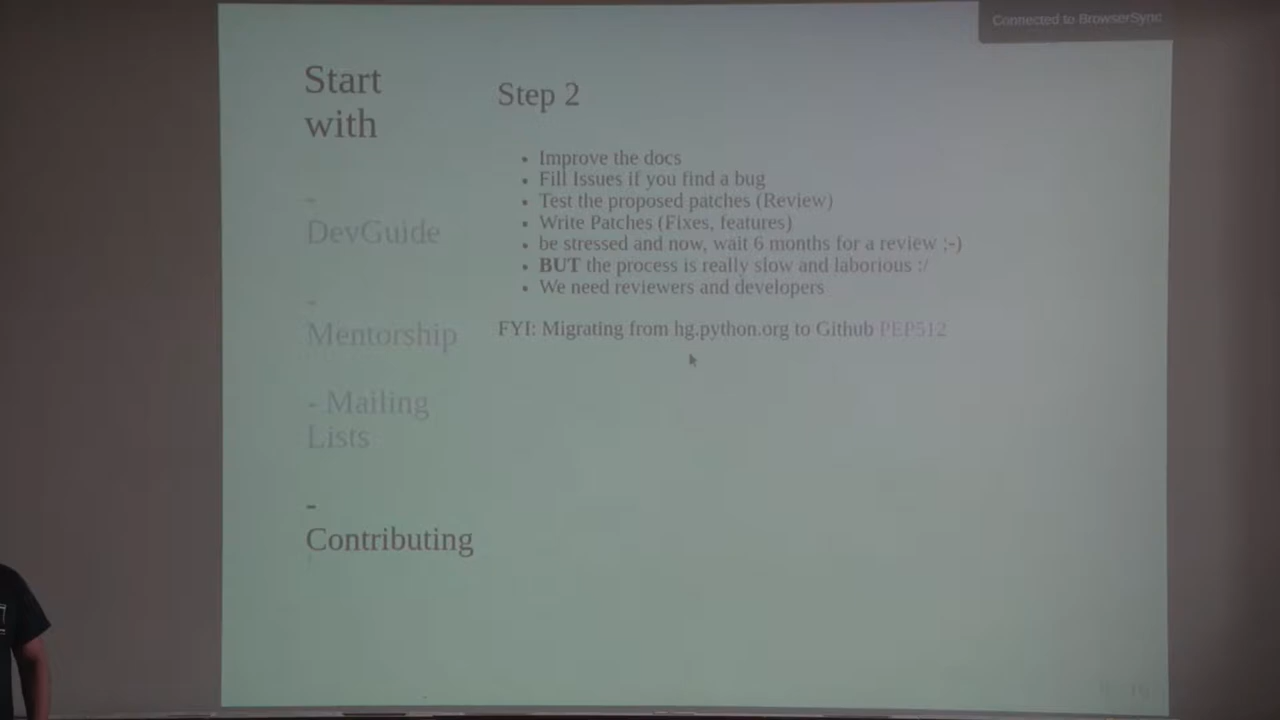 Connected to BrowserSync
Start
with
-
DevGuide
-
Mentorship
- Mailing
Lists
-
Contributing
Step 2
• Improve the docs
• Fill Issues if you find a bug
• Test the proposed patches (Review)
• Write Patches (Fixes, features)
• be stressed and now, wait 6 months for a review ;-)
• BUT the process is really slow and laborious :/
• We need reviewers and developers
FYI: Migrating from hg.python.org to Github PEP512